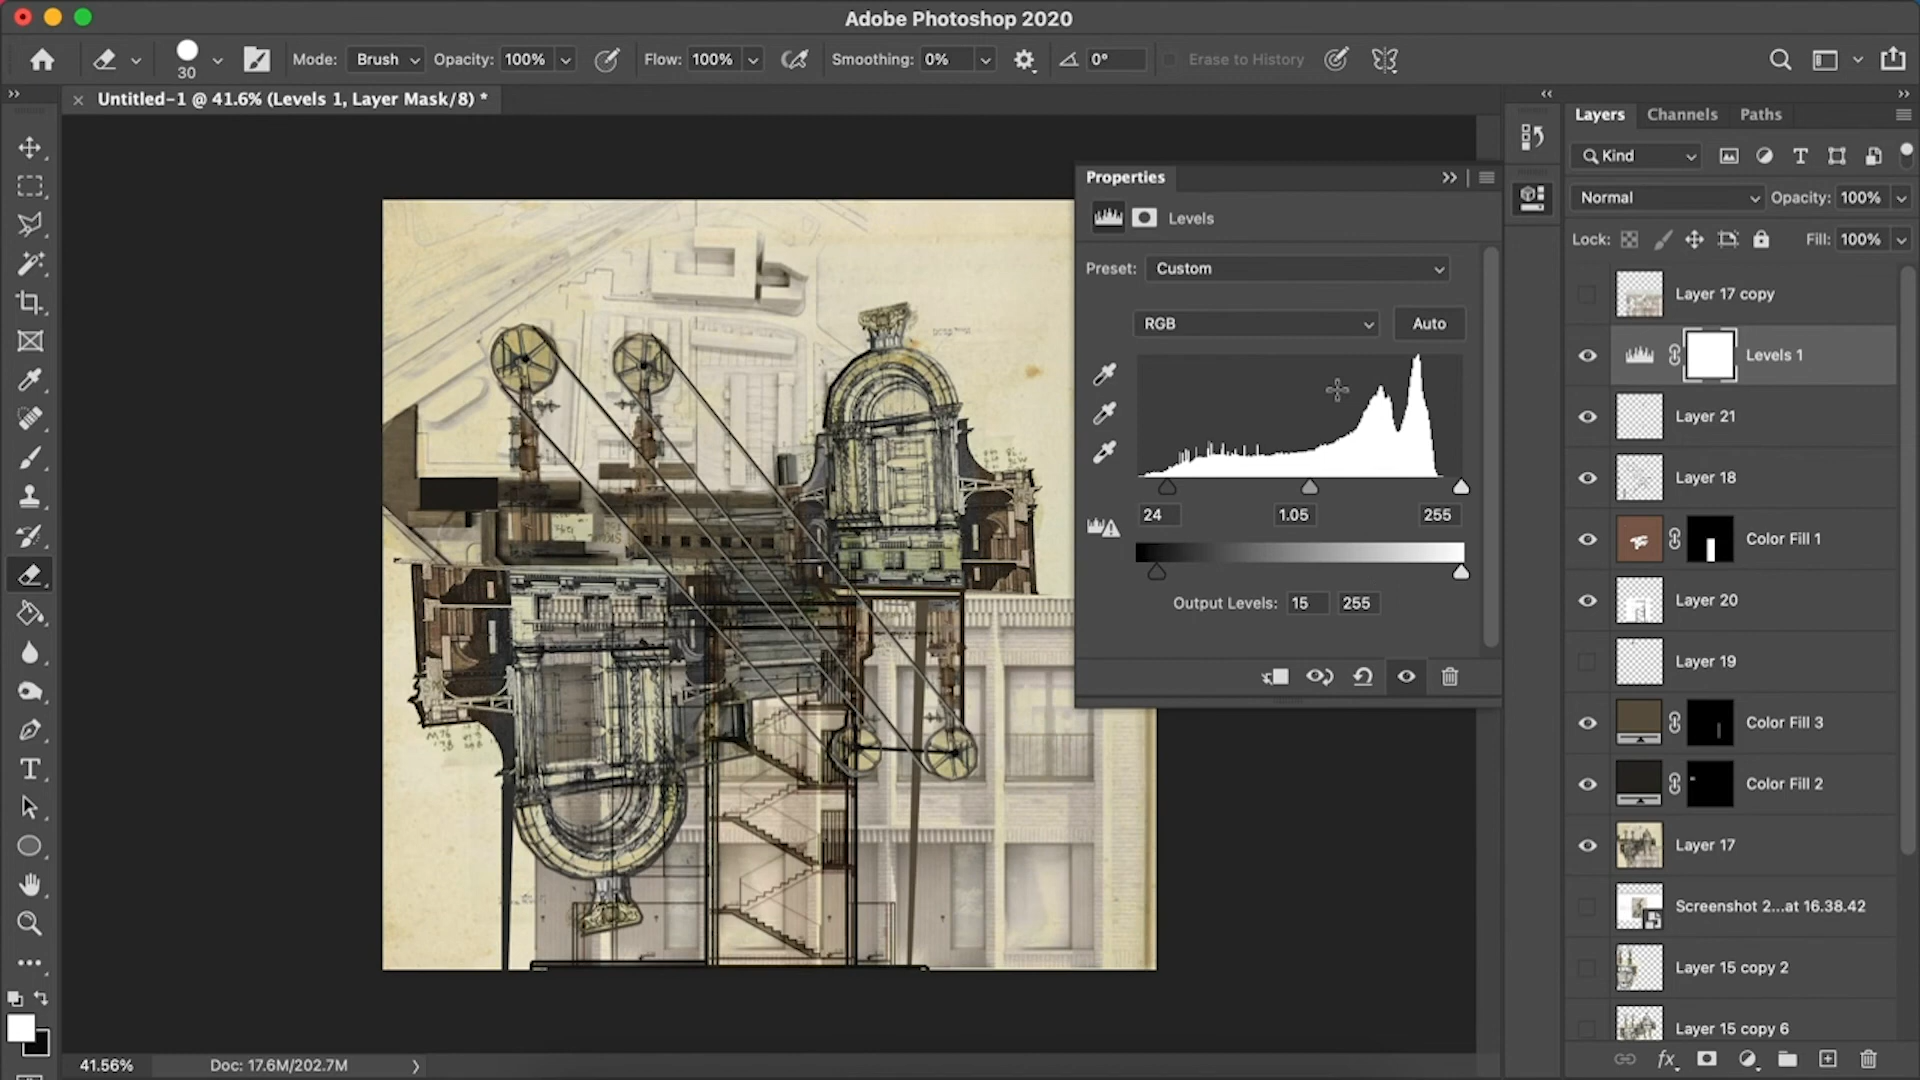 Adobe Photoshop 2020
30
Mode: Brush Opacity: 100% Flow: 100% Smoothing: 0% 0° Erase to History
Untitled-1 @ 41.6% (Levels 1, Layer Mask/8) *
Layers Channels Paths
Kind
Normal Opacity: 100%
Lock: Fill: 100%
Layer 17 copy
Levels 1
Layer 21
Layer 18
Color Fill 1
Layer 20
Layer 19
Color Fill 3
Color Fill 2
Layer 17
Screenshot 2...at 16.38.42
Layer 15 copy 2
Layer 15 copy 6
fx
Properties
Levels
Preset: Custom
RGB Auto
24 1.05 255
Output Levels: 15 255
41.56% Doc: 17.6M/202.7M